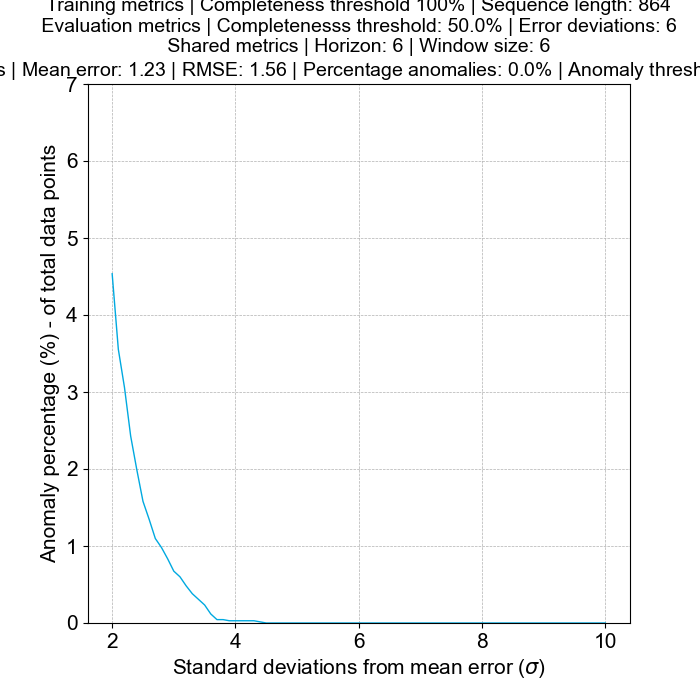 Training metrics | Completeness threshold 100% | Sequence length: 864
Evaluation metrics | Completenesss threshold: 50.0% | Error deviations: 6
Shared metrics | Horizon: 6 | Window size: 6
| Mean error: 1.23 | RMSE: 1.56 | Percentage anomalies: 0.0% | Anomaly
7
6
5
4
3
2
1
0
Anomaly percentage (%) - of total data points
2 4 6 8 10
Standard deviations from mean error (σ)